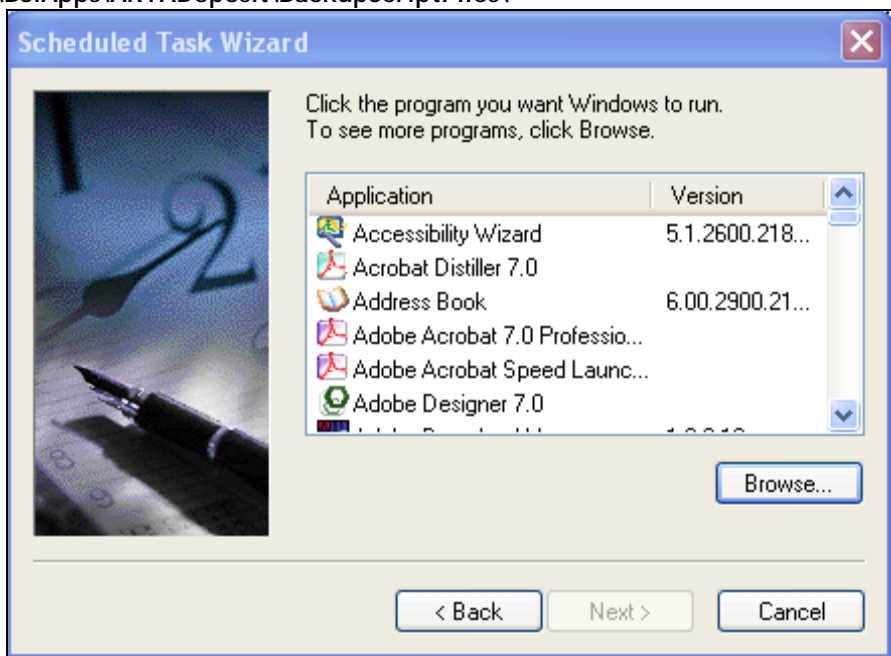 Scheduled Task Wizard
Click the program you want Windows to run.
To see more programs, click Browse.
Application Version
Accessibility Wizard 5.1.2600.218...
Acrobat Distiller 7.0
Address Book 6.00.2900.21...
Adobe Acrobat 7.0 Professio...
Adobe Acrobat Speed Launc...
Adobe Designer 7.0
Browse...
< Back Next > Cancel